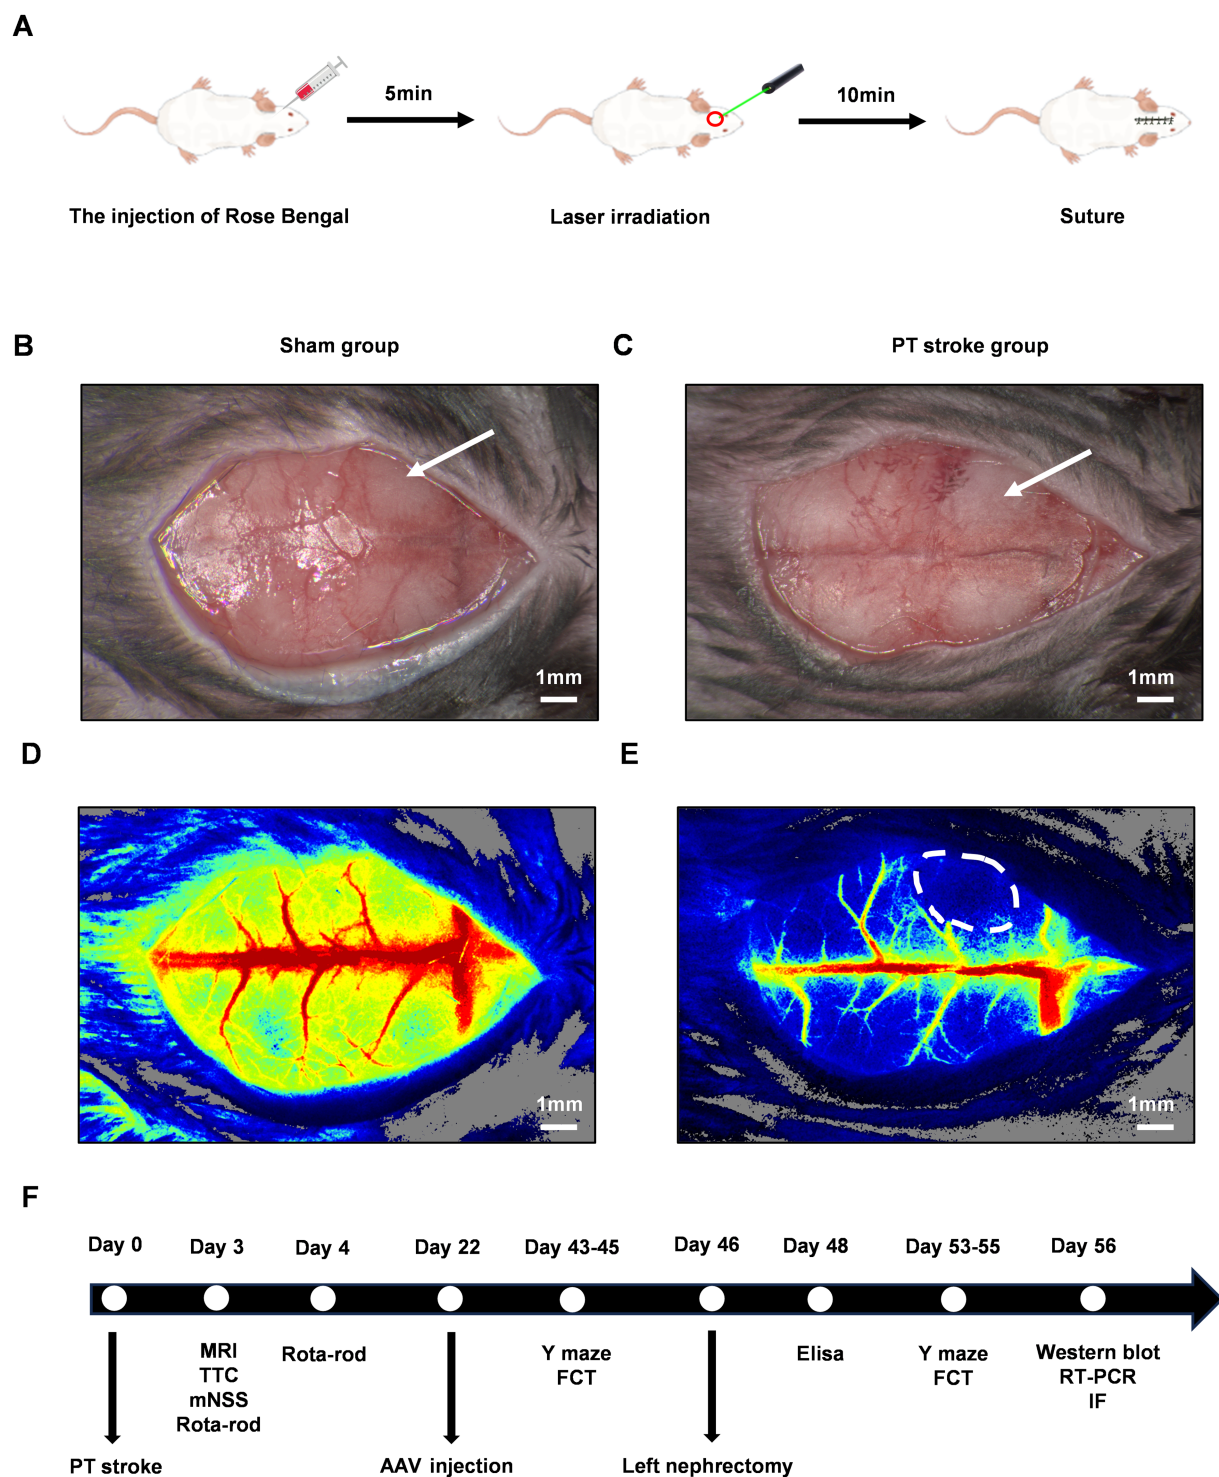 A
5min
10min
The injection of Rose Bengal
Laser irradiation
Suture
B
Sham group
C
PT stroke group
1mm
1mm
D
E
1mm
1mm
F
Day 0
Day 3
Day 4
Day 22
Day 43-45
Day 46
Day 48
Day 53-55
Day 56
MRI
TTC
mNSS
Rota-rod
Rota-rod
Y maze
FCT
Elisa
Y maze
FCT
Western blot
RT-PCR
IF
PT stroke
AAV injection
Left nephrectomy